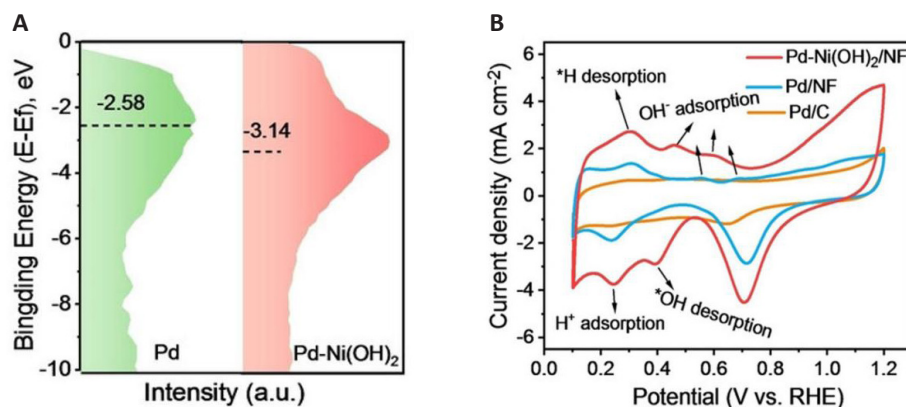 A
Bingding Energy (E-Ef), eV
0
-2
-4
-6
-8
-10
-2.58
-3.14
Pd
Pd-Ni(OH)2
Intensity (a.u.)
B
Current density (mA cm-2)
6
4
2
0
-2
-4
-6
*H desorption
OH- adsorption
Pd-Ni(OH)2/NF
Pd/NF
Pd/C
H+ adsorption
*OH desorption
0.0 0.2 0.4 0.6 0.8 1.0 1.2
Potential (V vs. RHE)